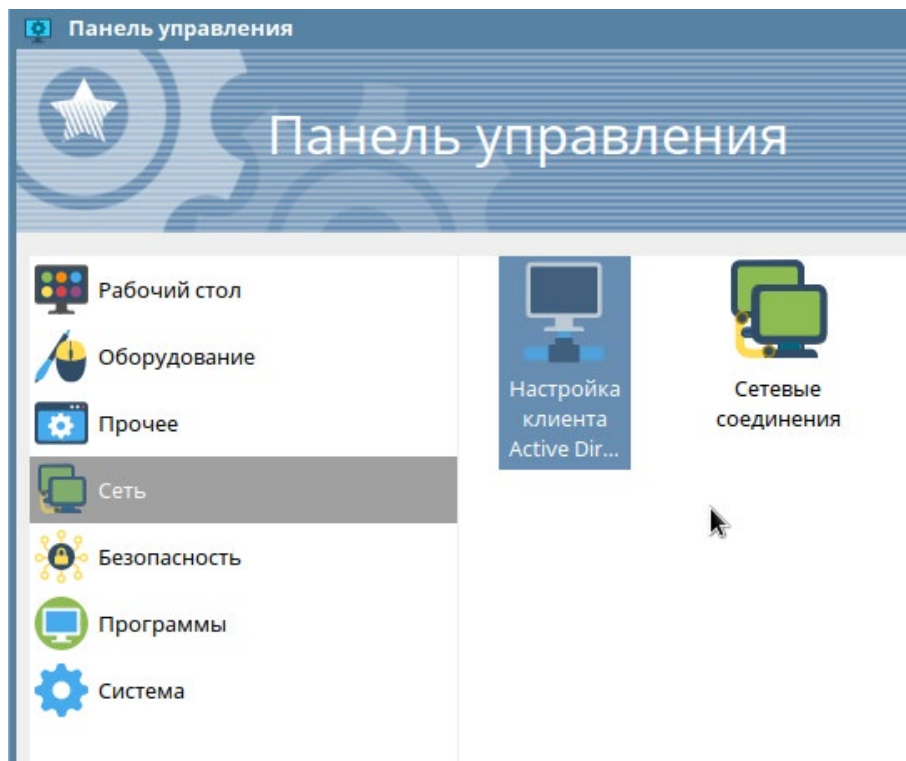 Панель управления
Панель управления
Рабочий стол
Оборудование
Прочее
Сеть
Безопасность
Программы
Система
Настройка
клиента
Active Dir...
Сетевые
соединения